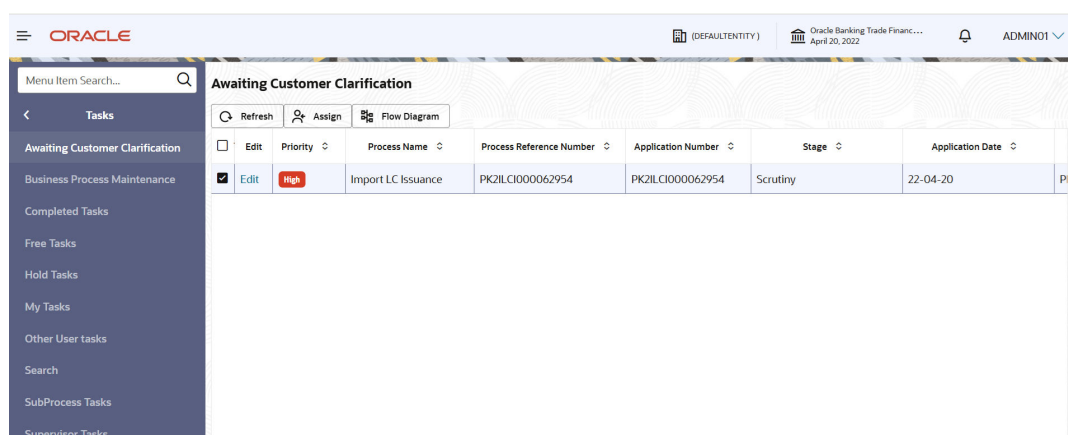 ORACLE
(DEFAULTENTITY)
Oracle Banking Trade Financ...
April 20, 2022
ADMIN01
Menu Item Search...
Tasks
Awaiting Customer Clarification
Business Process Maintenance
Completed Tasks
Free Tasks
Hold Tasks
My Tasks
Other User tasks
Search
SubProcess Tasks
Supervisor Tasks
Awaiting Customer Clarification
Refresh Assign Flow Diagram
Edit Priority Process Name Process Reference Number Application Number Stage Application Date
Edit High Import LC Issuance PK2ILCI000062954 PK2ILCI000062954 Scrutiny 22-04-20